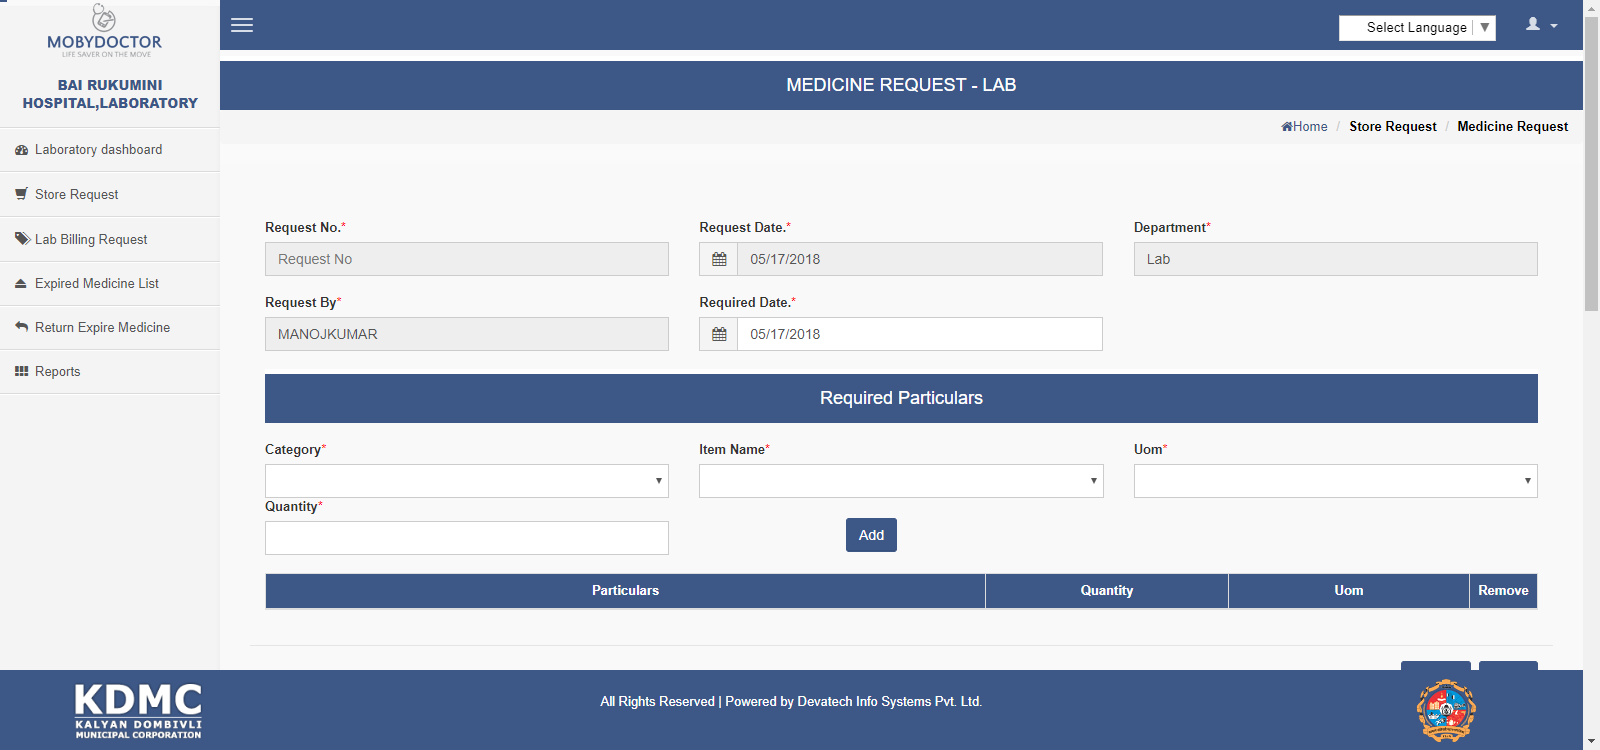 MOBYDOCTOR
LIFE SAVER ON THE MOVE
BAI RUKUMINI
HOSPITAL,LABORATORY
Laboratory dashboard
Store Request
Lab Billing Request
Expired Medicine List
Return Expire Medicine
Reports
Select Language ▼
MEDICINE REQUEST - LAB
Home / Store Request / Medicine Request
Request No.* Request Date.* Department*
Request No 05/17/2018 Lab
Request By* Required Date.*
MANOJKUMAR 05/17/2018
Required Particulars
Category* Item Name* Uom*
Quantity*
Add
Particulars Quantity Uom Remove
KDMC
KALYAN DOMBIVLI
MUNICIPAL CORPORATION
All Rights Reserved | Powered by Devatech Info Systems Pvt. Ltd.